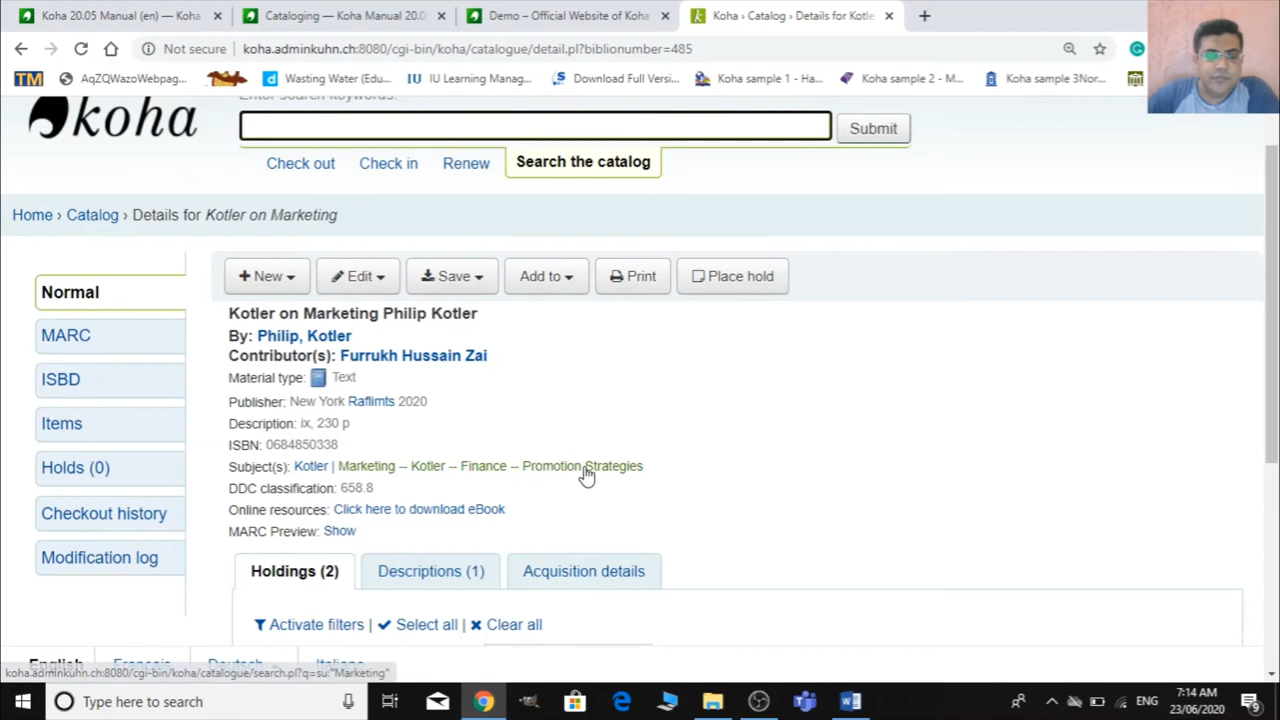 Koha 20.05 Manual (en) — Koha
Cataloging — Koha Manual 20.0
Demo – Official Website of Koha
Koha › Catalog › Details for Kotle
Not secure
koha.adminkuhn.ch:8080/cgi-bin/koha/catalogue/detail.pl?biblionumber=485
TM
AqZQWazoWebpag...
Wasting Water (Edu...
IU Learning Manag...
Download Full Versi...
Koha sample 1 - Ha...
Koha sample 2 - M...
Koha sample 3Nor...
Enter search keywords:
koha
Submit
Check out
Check in
Renew
Search the catalog
Home › Catalog › Details for Kotler on Marketing
Normal
MARC
ISBD
Items
Holds (0)
Checkout history
Modification log
New
Edit
Save
Add to
Print
Place hold
Kotler on Marketing Philip Kotler
By: Philip, Kotler
Contributor(s): Furrukh Hussain Zai
Material type: Text
Publisher: New York Raflimts 2020
Description: ix, 230 p
ISBN: 0684850338
Subject(s): Kotler | Marketing -- Kotler -- Finance -- Promotion Strategies
DDC classification: 658.8
Online resources: Click here to download eBook
MARC Preview: Show
Holdings (2)
Descriptions (1)
Acquisition details
Activate filters | Select all | Clear all
English
Français
Deutsch
Italiano
koha.adminkuhn.ch:8080/cgi-bin/koha/catalogue/search.pl?q=su:"Marketing"
Type here to search
ENG
7:14 AM
23/06/2020